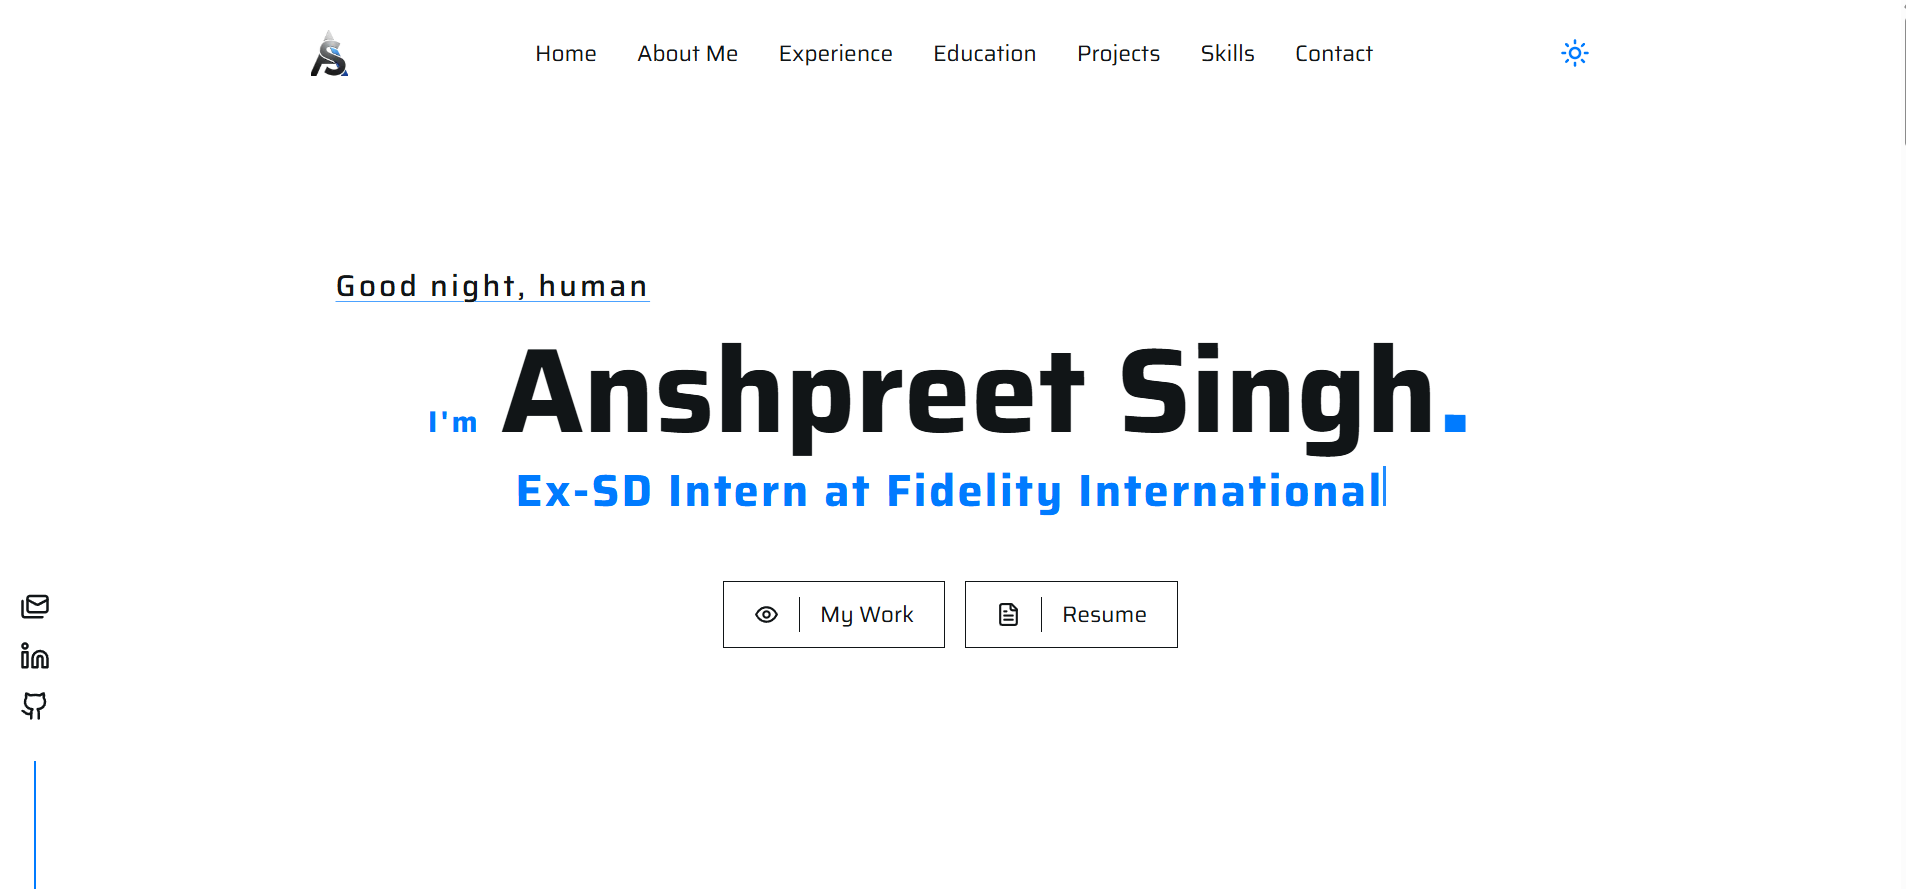 Home About Me Experience Education Projects Skills Contact
Good night, human
I'm Anshpreet Singh.
Ex-SD Intern at Fidelity International
My Work
Resume